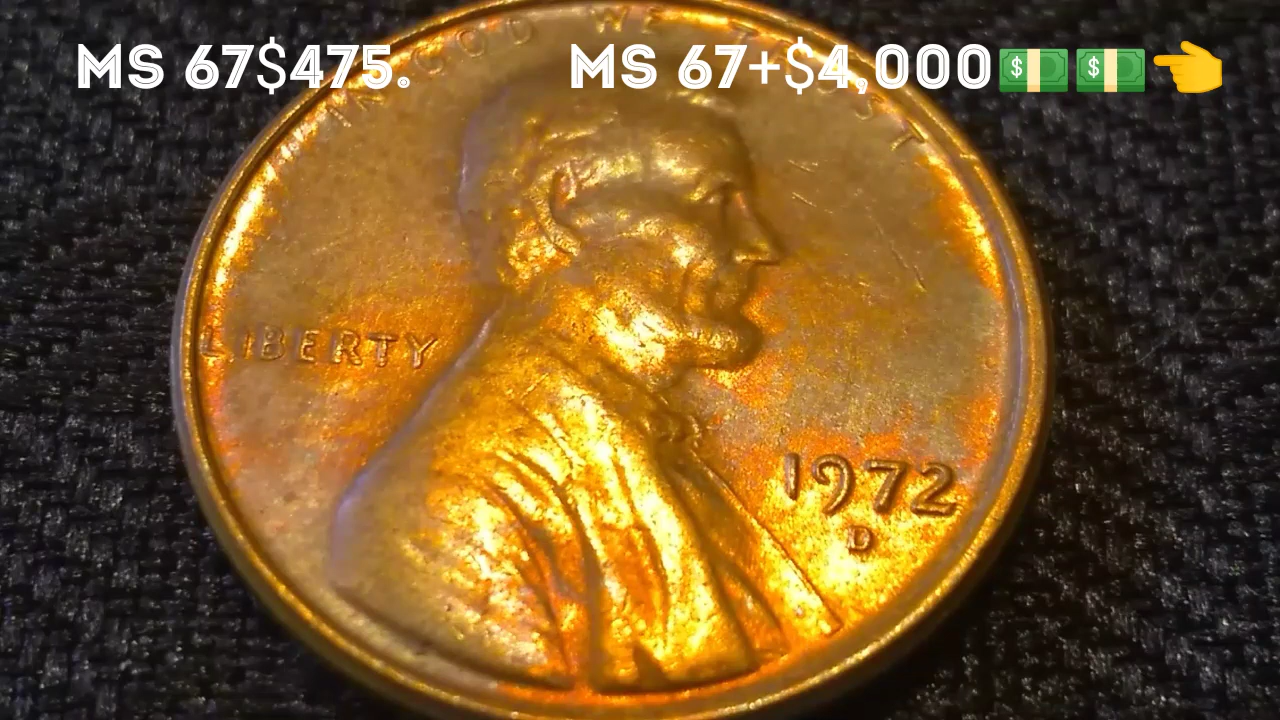 MS 67$475. MS 67+$4,000💵💵👈
IN GOD WE TRUST
LIBERTY
1972
D